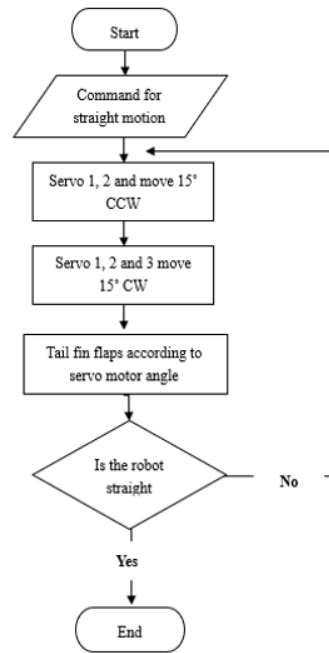 Start
Command for
straight motion
Servo 1, 2 and move 15°
CCW
Servo 1, 2 and 3 move
15° CW
Tail fin flaps according to
servo motor angle
Is the robot
straight
No
Yes
End